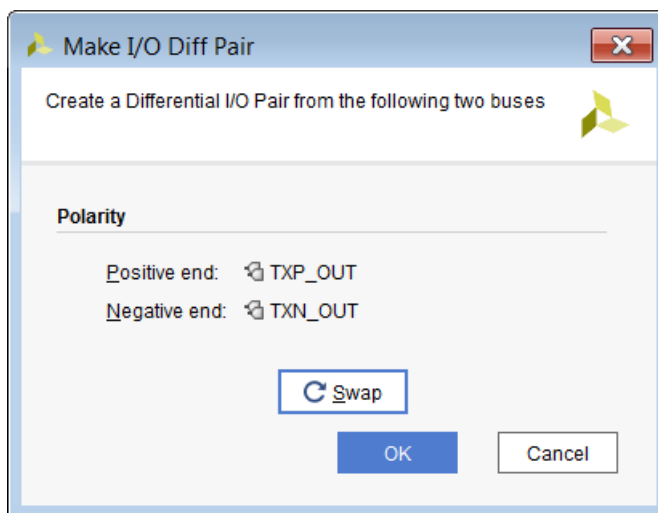 Make I/O Diff Pair
Create a Differential I/O Pair from the following two buses
Polarity
Positive end: TXP_OUT
Negative end: TXN_OUT
Swap
OK Cancel